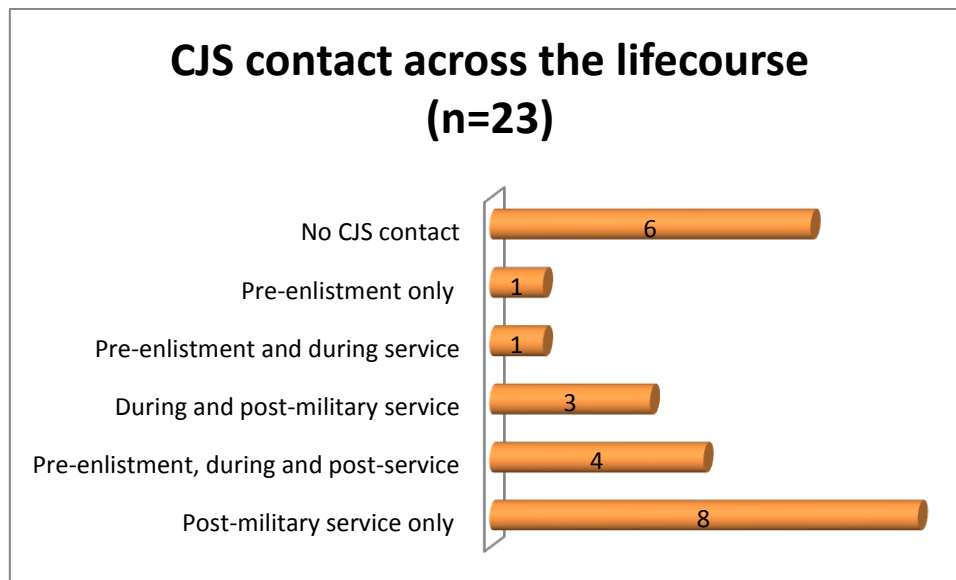 CJS contact across the lifecourse
(n=23)
No CJS contact 6
Pre-enlistment only 1
Pre-enlistment and during service 1
During and post-military service 3
Pre-enlistment, during and post-service 4
Post-military service only 8